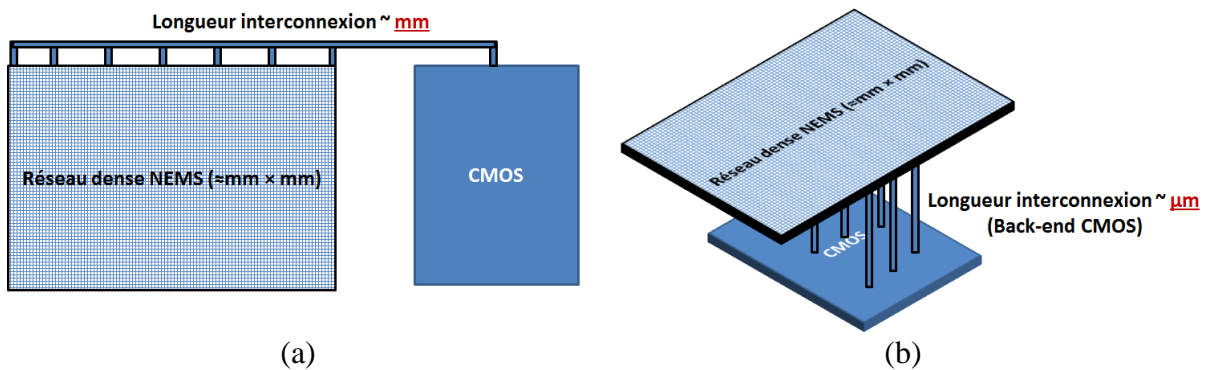 Longueur interconnexion ~ mm
Réseau dense NEMS (≈mm × mm)
CMOS
(a)
Réseau dense NEMS (≈mm × mm)
Longueur interconnexion ~ µm
(Back-end CMOS)
CMOS
(b)